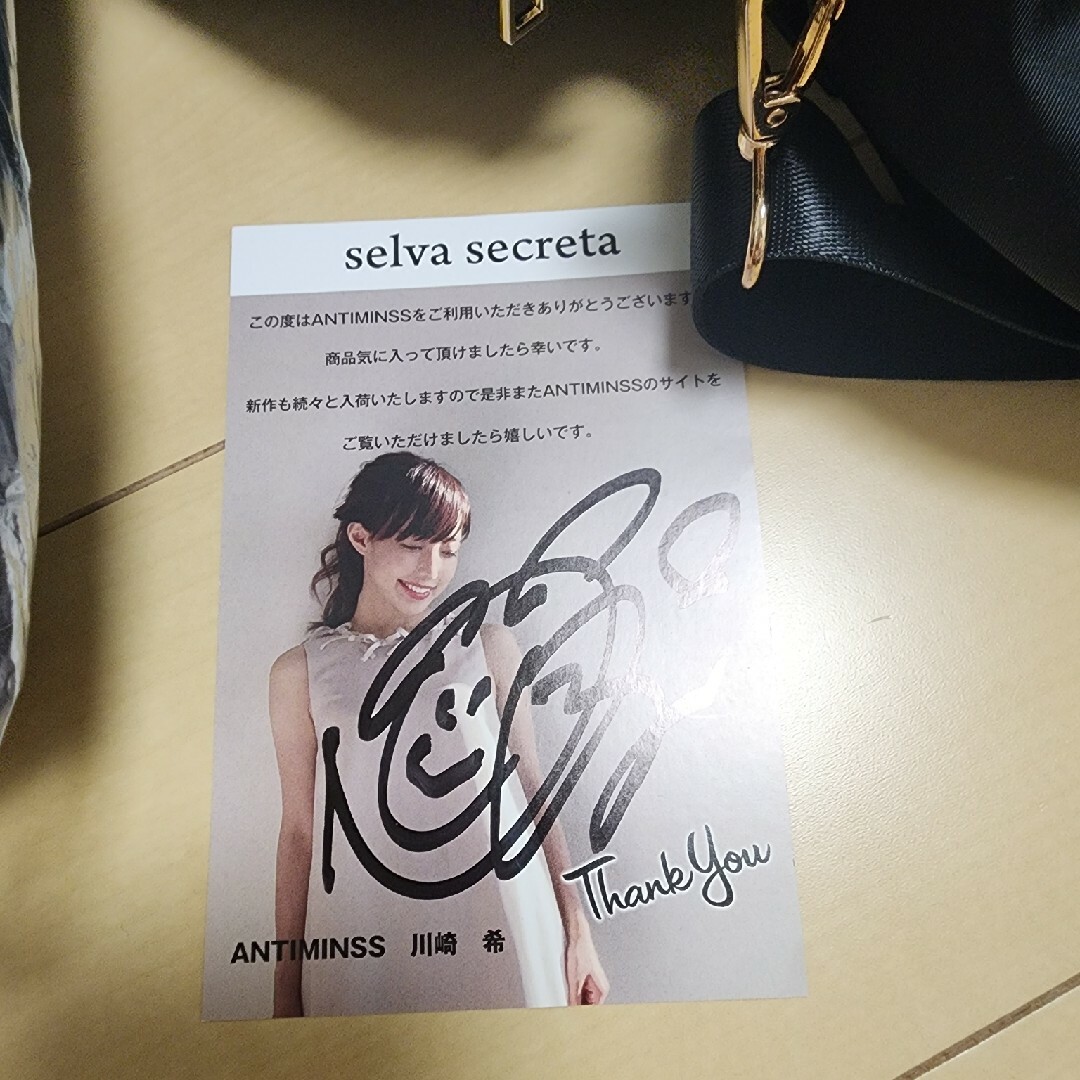 selva secreta
この度はANTIMINSSをご利用いただきありがとうございます
商品気に入って頂けましたら幸いです。
新作も続々と入荷いたしますので是非またANTIMINSSのサイトを
ご覧いただけましたら嬉しいです。
Thank You
ANTIMINSS 川崎 希